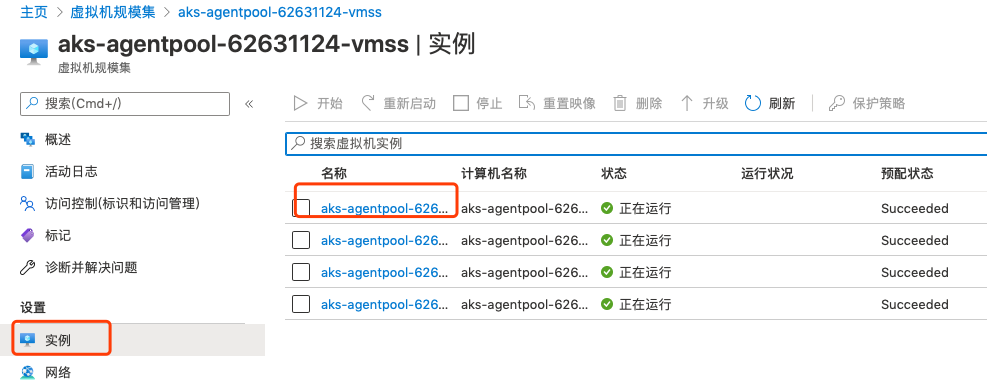 主页 > 虚拟机规模集 > aks-agentpool-62631124-vmss
aks-agentpool-62631124-vmss | 实例
虚拟机规模集
搜索(Cmd+/) «
开始 重新启动 停止 重置映像 删除 升级 刷新 保护策略
搜索虚拟机实例
名称 计算机名称 状态 运行状况 预配状态
aks-agentpool-626... aks-agentpool-626... 正在运行 Succeeded
aks-agentpool-626... aks-agentpool-626... 正在运行 Succeeded
aks-agentpool-626... aks-agentpool-626... 正在运行 Succeeded
aks-agentpool-626... aks-agentpool-626... 正在运行 Succeeded
概述
活动日志
访问控制(标识和访问管理)
标记
诊断并解决问题
设置
实例
网络